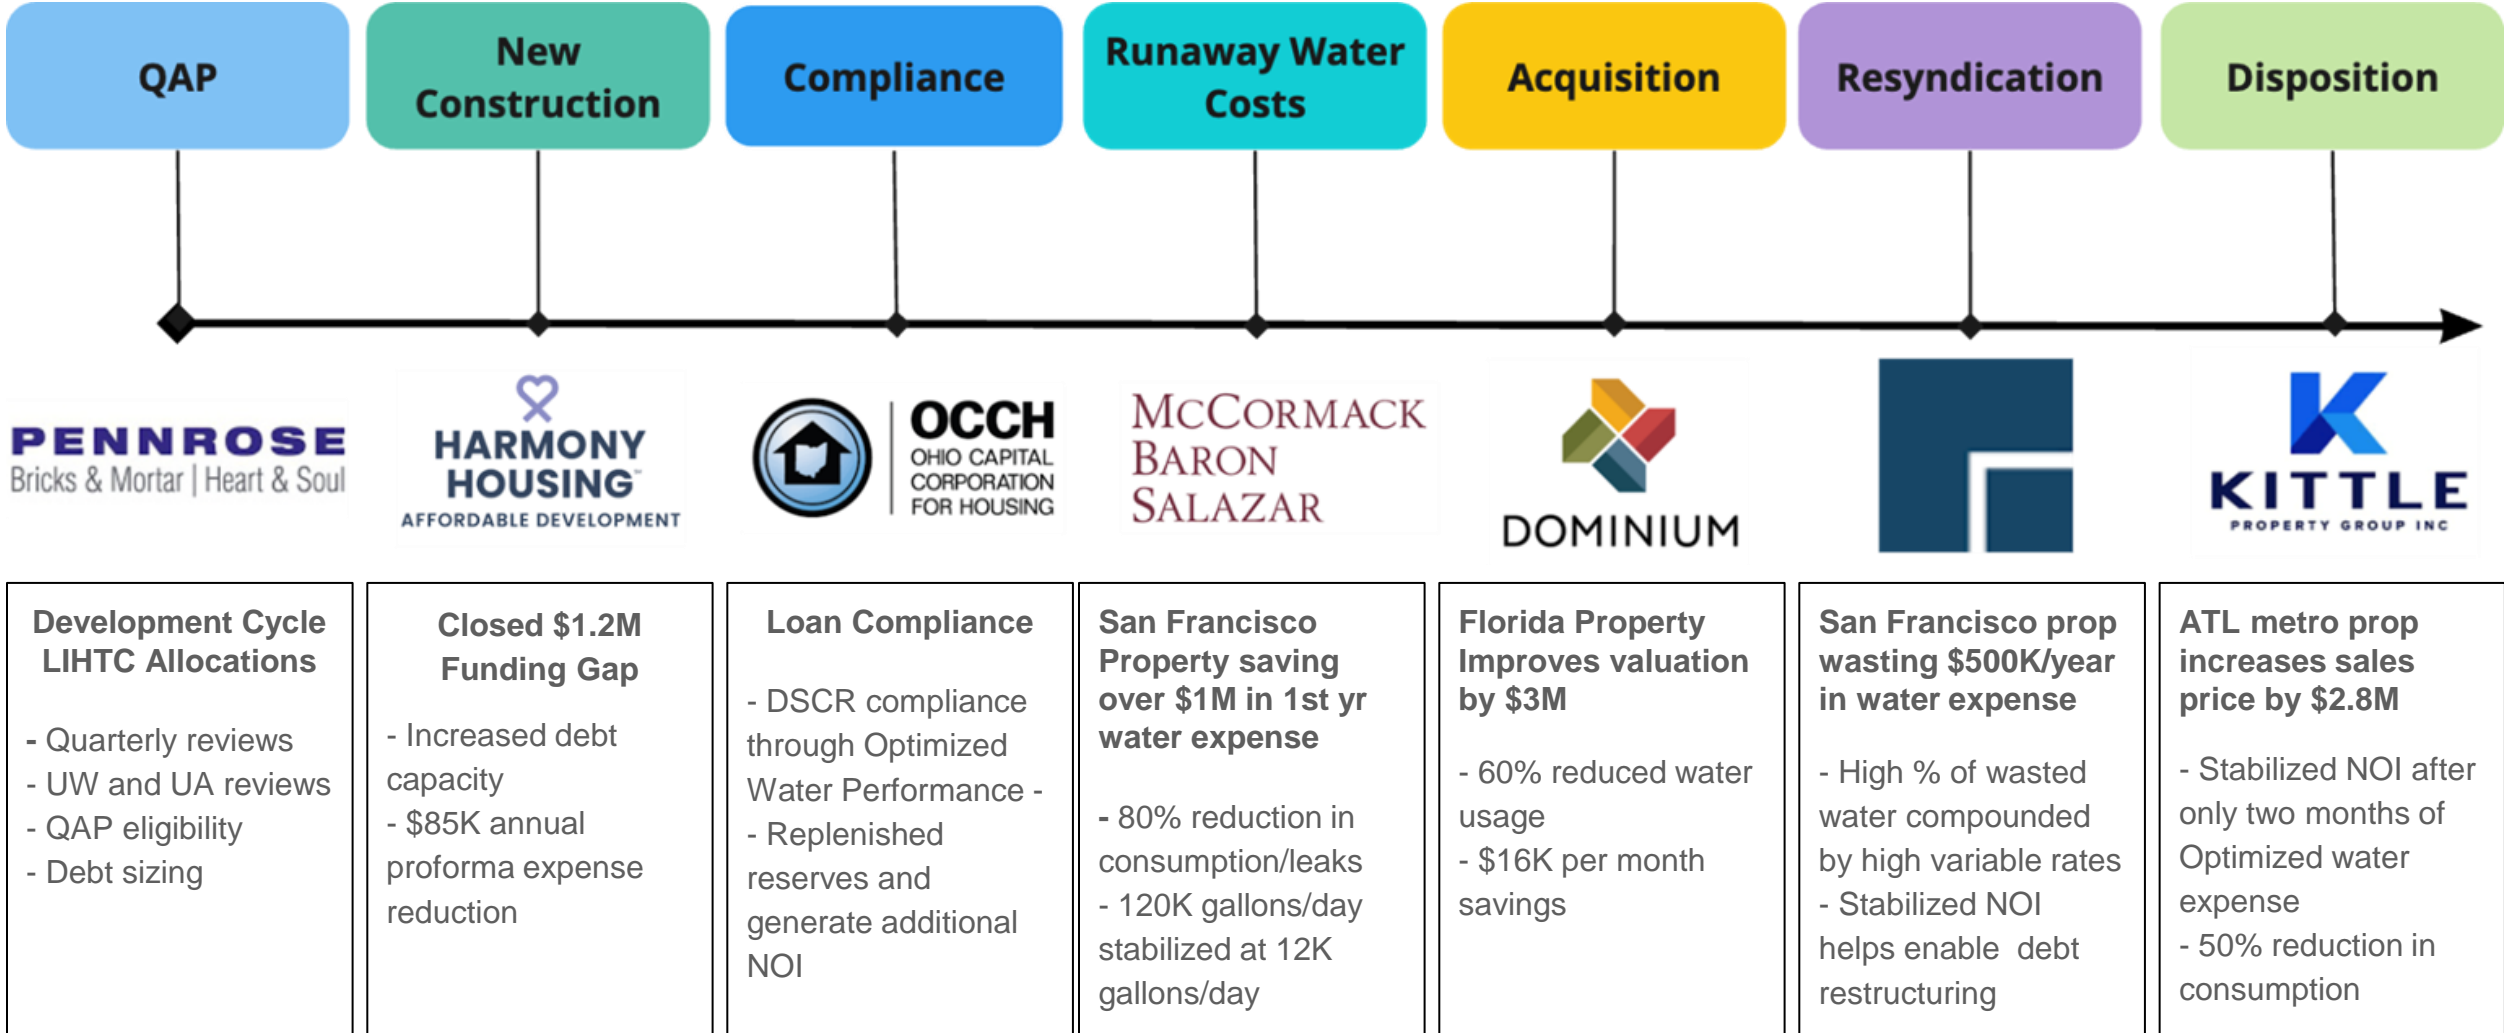 QAP
New
Construction
Compliance
Runaway Water
Costs
Acquisition
Resyndication
Disposition
PENNROSE
Bricks & Mortar | Heart & Soul
HARMONY
HOUSING™
AFFORDABLE DEVELOPMENT
OCCH
OHIO CAPITAL
CORPORATION
FOR HOUSING
MCCORMACK
BARON
SALAZAR
DOMINIUM
KITTLE
PROPERTY GROUP INC
Development Cycle
LIHTC Allocations
- Quarterly reviews
- UW and UA reviews
- QAP eligibility
- Debt sizing
Closed $1.2M
Funding Gap
- Increased debt
capacity
- $85K annual
proforma expense
reduction
Loan Compliance
- DSCR compliance
through Optimized
Water Performance -
- Replenished
reserves and
generate additional
NOI
San Francisco
Property saving
over $1M in 1st yr
water expense
- 80% reduction in
consumption/leaks
- 120K gallons/day
stabilized at 12K
gallons/day
Florida Property
Improves valuation
by $3M
- 60% reduced water
usage
- $16K per month
savings
San Francisco prop
wasting $500K/year
in water expense
- High % of wasted
water compounded
by high variable rates
- Stabilized NOI
helps enable  debt
restructuring
ATL metro prop
increases sales
price by $2.8M
- Stabilized NOI after
only two months of
Optimized water
expense
- 50% reduction in
consumption